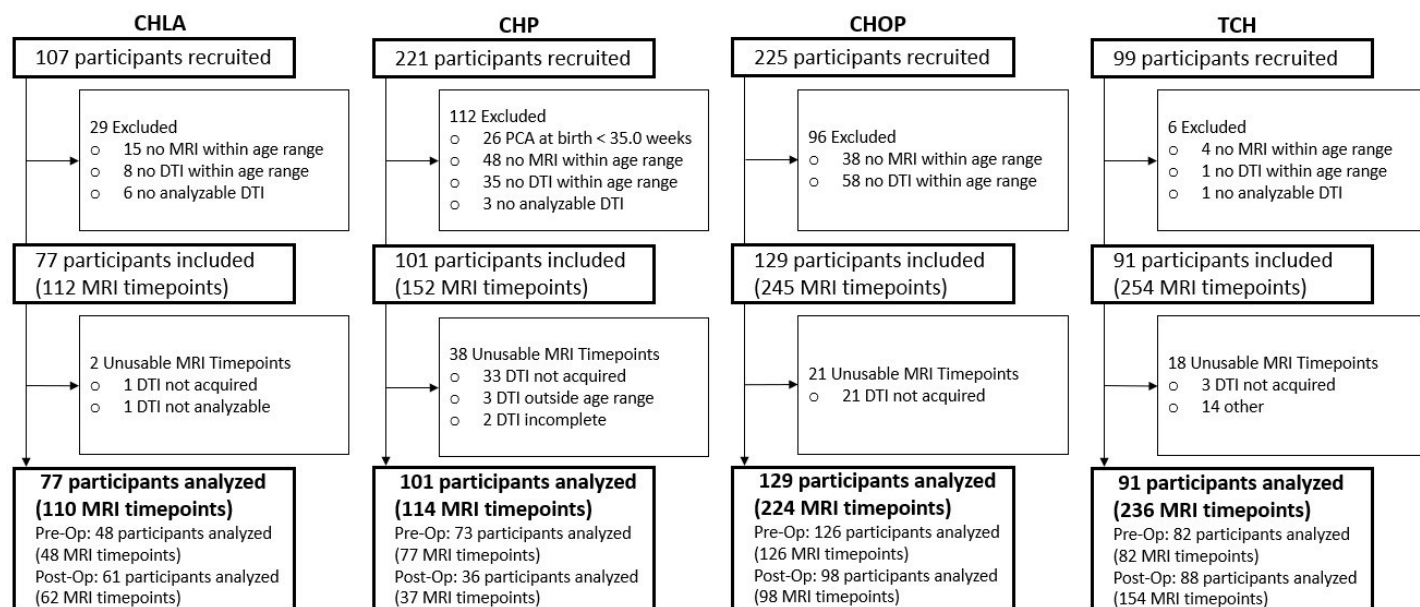 CHLA
107 participants recruited
29 Excluded
○ 15 no MRI within age range
○ 8 no DTI within age range
○ 6 no analyzable DTI
77 participants included
(112 MRI timepoints)
2 Unusable MRI Timepoints
○ 1 DTI not acquired
○ 1 DTI not analyzable
77 participants analyzed
(110 MRI timepoints)
Pre-Op: 48 participants analyzed
(48 MRI timepoints)
Post-Op: 61 participants analyzed
(62 MRI timepoints)
CHP
221 participants recruited
112 Excluded
○ 26 PCA at birth < 35.0 weeks
○ 48 no MRI within age range
○ 35 no DTI within age range
○ 3 no analyzable DTI
101 participants included
(152 MRI timepoints)
38 Unusable MRI Timepoints
○ 33 DTI not acquired
○ 3 DTI outside age range
○ 2 DTI incomplete
101 participants analyzed
(114 MRI timepoints)
Pre-Op: 73 participants analyzed
(77 MRI timepoints)
Post-Op: 36 participants analyzed
(37 MRI timepoints)
CHOP
225 participants recruited
96 Excluded
○ 38 no MRI within age range
○ 58 no DTI within age range
129 participants included
(245 MRI timepoints)
21 Unusable MRI Timepoints
○ 21 DTI not acquired
129 participants analyzed
(224 MRI timepoints)
Pre-Op: 126 participants analyzed
(126 MRI timepoints)
Post-Op: 98 participants analyzed
(98 MRI timepoints)
TCH
99 participants recruited
6 Excluded
○ 4 no MRI within age range
○ 1 no DTI within age range
○ 1 no analyzable DTI
91 participants included
(254 MRI timepoints)
18 Unusable MRI Timepoints
○ 3 DTI not acquired
○ 14 other
91 participants analyzed
(236 MRI timepoints)
Pre-Op: 82 participants analyzed
(82 MRI timepoints)
Post-Op: 88 participants analyzed
(154 MRI timepoints)